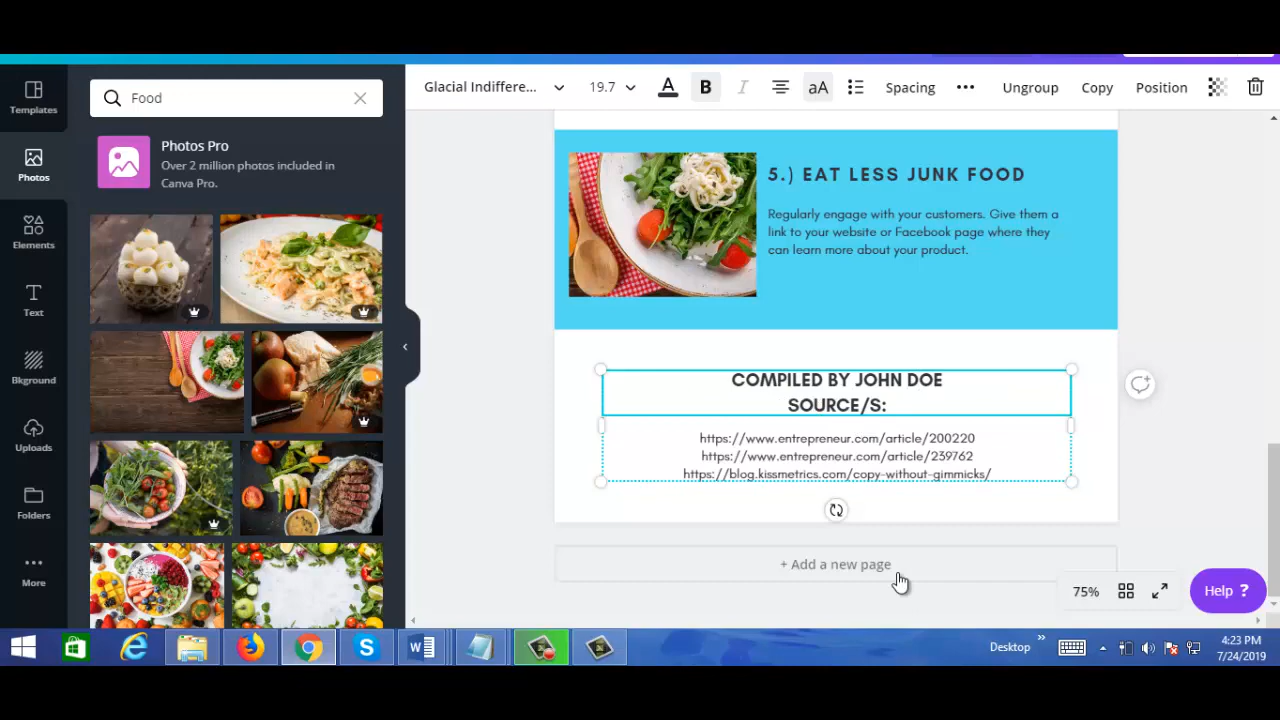 Templates
Photos
Elements
Text
Bkground
Uploads
Folders
More
Food
Photos Pro
Over 2 million photos included in
Canva Pro.
Glacial Indiffere...
19.7
A
B
I
aA
Spacing
Ungroup
Copy
Position
5.) EAT LESS JUNK FOOD
Regularly engage with your customers. Give them a
link to your website or Facebook page where they
can learn more about your product.
COMPILED BY JOHN DOE
SOURCE/S:
https://www.entrepreneur.com/article/200220
https://www.entrepreneur.com/article/239762
https://blog.kissmetrics.com/copy-without-gimmicks/
+ Add a new page
75%
Help ?
Desktop
4:23 PM
7/24/2019